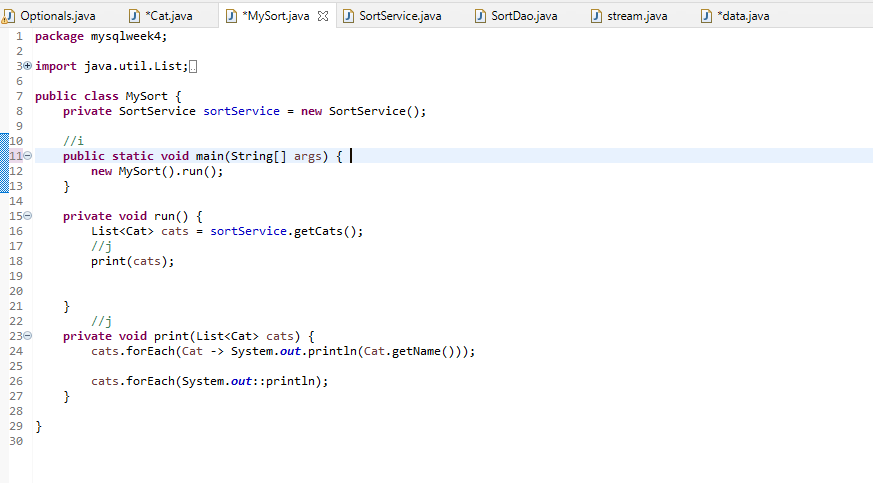 Optionals.java *Cat.java *MySort.java SortService.java SortDao.java stream.java *data.java
1 package mysqlweek4;
2
3 import java.util.List;
6
7 public class MySort {
8     private SortService sortService = new SortService();
9
10     //i
11     public static void main(String[] args) {
12         new MySort().run();
13     }
14
15     private void run() {
16         List<Cat> cats = sortService.getCats();
17         //j
18         print(cats);
19
20
21     }
22         //j
23     private void print(List<Cat> cats) {
24         cats.forEach(Cat -> System.out.println(Cat.getName()));
25
26         cats.forEach(System.out::println);
27     }
28
29 }
30